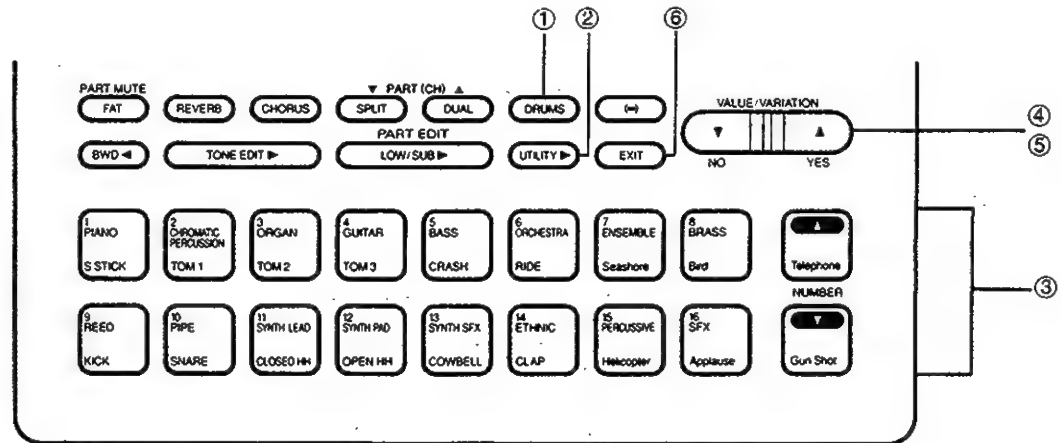 ① ② ⑥
PART MUTE ▼ PART (CH) ▲
FAT REVERB CHORUS SPLIT DUAL DRUMS (–) VALUE/VARIATION
▼ ▲ ④
PART EDIT
BWD ◀ TONE EDIT ▶ LOW/SUB ▶ UTILITY ▶ EXIT NO YES ⑤
1 2 3 4 5 6 7 8
PIANO CHROMATIC PERCUSSION ORGAN GUITAR BASS ORCHESTRA ENSEMBLE BRASS ▲
S STICK TOM 1 TOM 2 TOM 3 CRASH RIDE Seashore Bird Telephone
NUMBER ③
9 10 11 12 13 14 15 16
REED PIPE SYNTH LEAD SYNTH PAD SYNTH SFX ETHNIC PERCUSSIVE SFX ▼
KICK SNARE CLOSED HH OPEN HH COWBELL CLAP Helicopter Applause Gun Shot